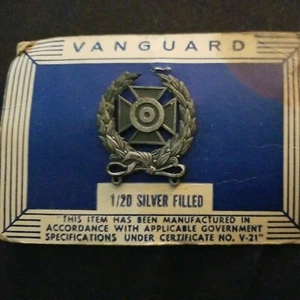 VANGUARD
1/20 SILVER FILLED
"THIS ITEM HAS BEEN MANUFACTURED IN
ACCORDANCE WITH APPLICABLE GOVERNMENT
SPECIFICATIONS UNDER CERTIFICATE NO. V-21"